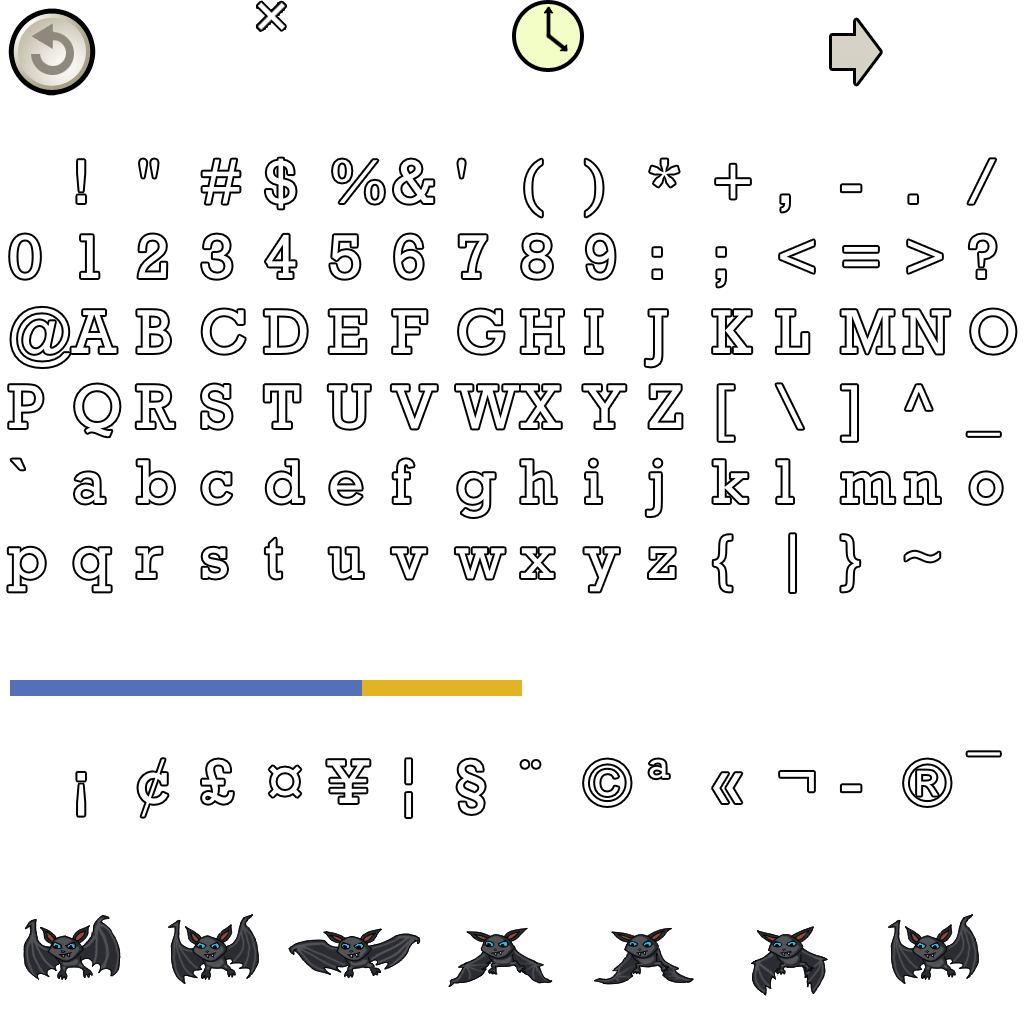 ×
! " # $ % & ' ( ) * + , - . /
0 1 2 3 4 5 6 7 8 9 : ; < = > ?
@ A B C D E F G H I J K L M N O
P Q R S T U V W X Y Z [ \ ] ^ _
` a b c d e f g h i j k l m n o
p q r s t u v w x y z { | } ~
¡ ¢ £ ¤ ¥ ¦ § ¨ © ª « ¬ - ® ¯